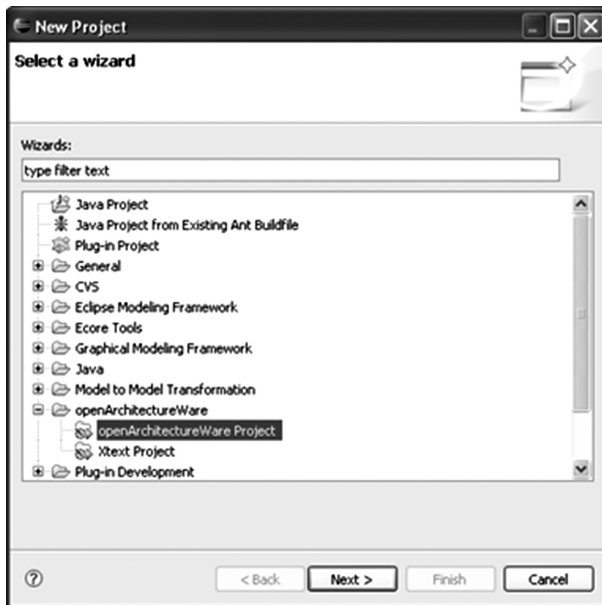 New Project
Select a wizard
Wizards:
type filter text
Java Project
Java Project from Existing Ant Buildfile
Plug-in Project
General
CVS
Eclipse Modeling Framework
Ecore Tools
Graphical Modeling Framework
Java
Model to Model Transformation
openArchitectureWare
openArchitectureWare Project
Xtext Project
Plug-in Development
? < Back Next > Finish Cancel